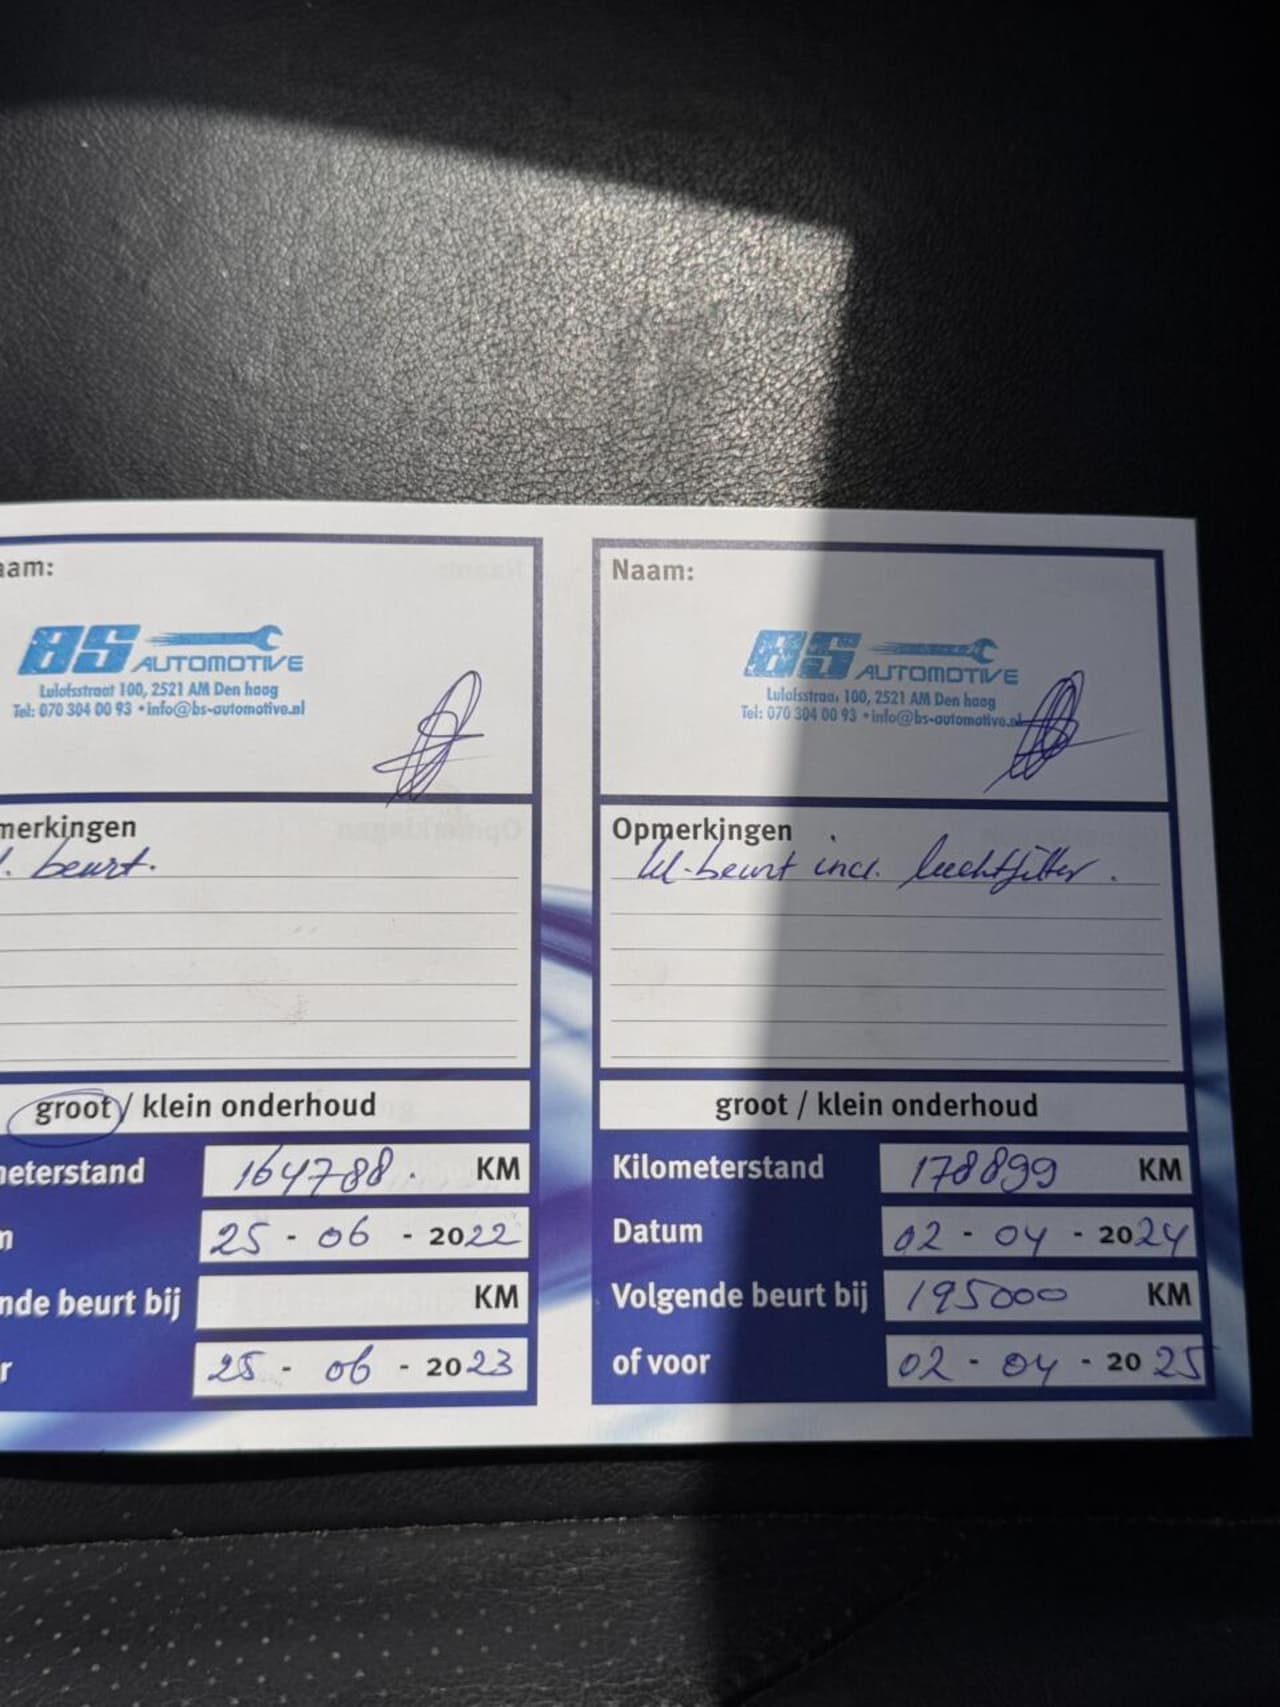 aam:
BS AUTOMOTIVE
Lulofsstraat 100, 2521 AM Den haag
Tel: 070 304 00 93 • info@bs-automotive.nl
merkingen
. beurt.
groot / klein onderhoud
neterstand 164788. KM
25 - 06 - 2022
nde beurt bij KM
r 25 - 06 - 2023
Naam:
BS AUTOMOTIVE
Lulofsstraat 100, 2521 AM Den haag
Tel: 070 304 00 93 • info@bs-automotive.nl
Opmerkingen
kl-beurt incl. luchtfilter.
groot / klein onderhoud
Kilometerstand 178899 KM
Datum 02 - 04 - 2024
Volgende beurt bij 195000 KM
of voor 02 - 04 - 2025